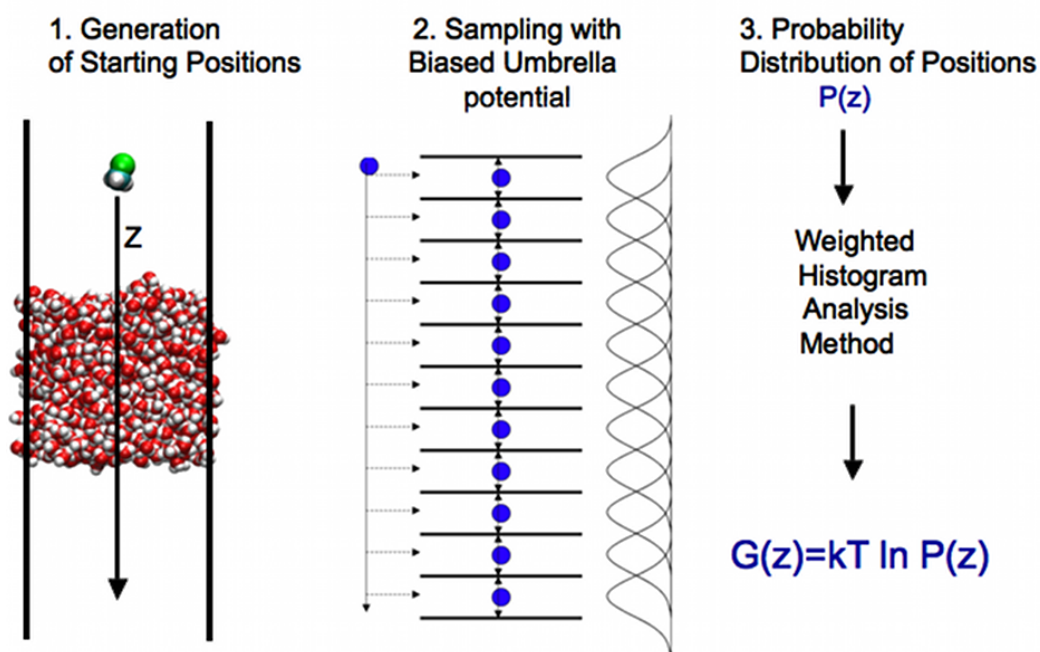 1. Generation
of Starting Positions
z
2. Sampling with
Biased Umbrella
potential
3. Probability
Distribution of Positions
P(z)
Weighted
Histogram
Analysis
Method
G(z)=kT ln P(z)